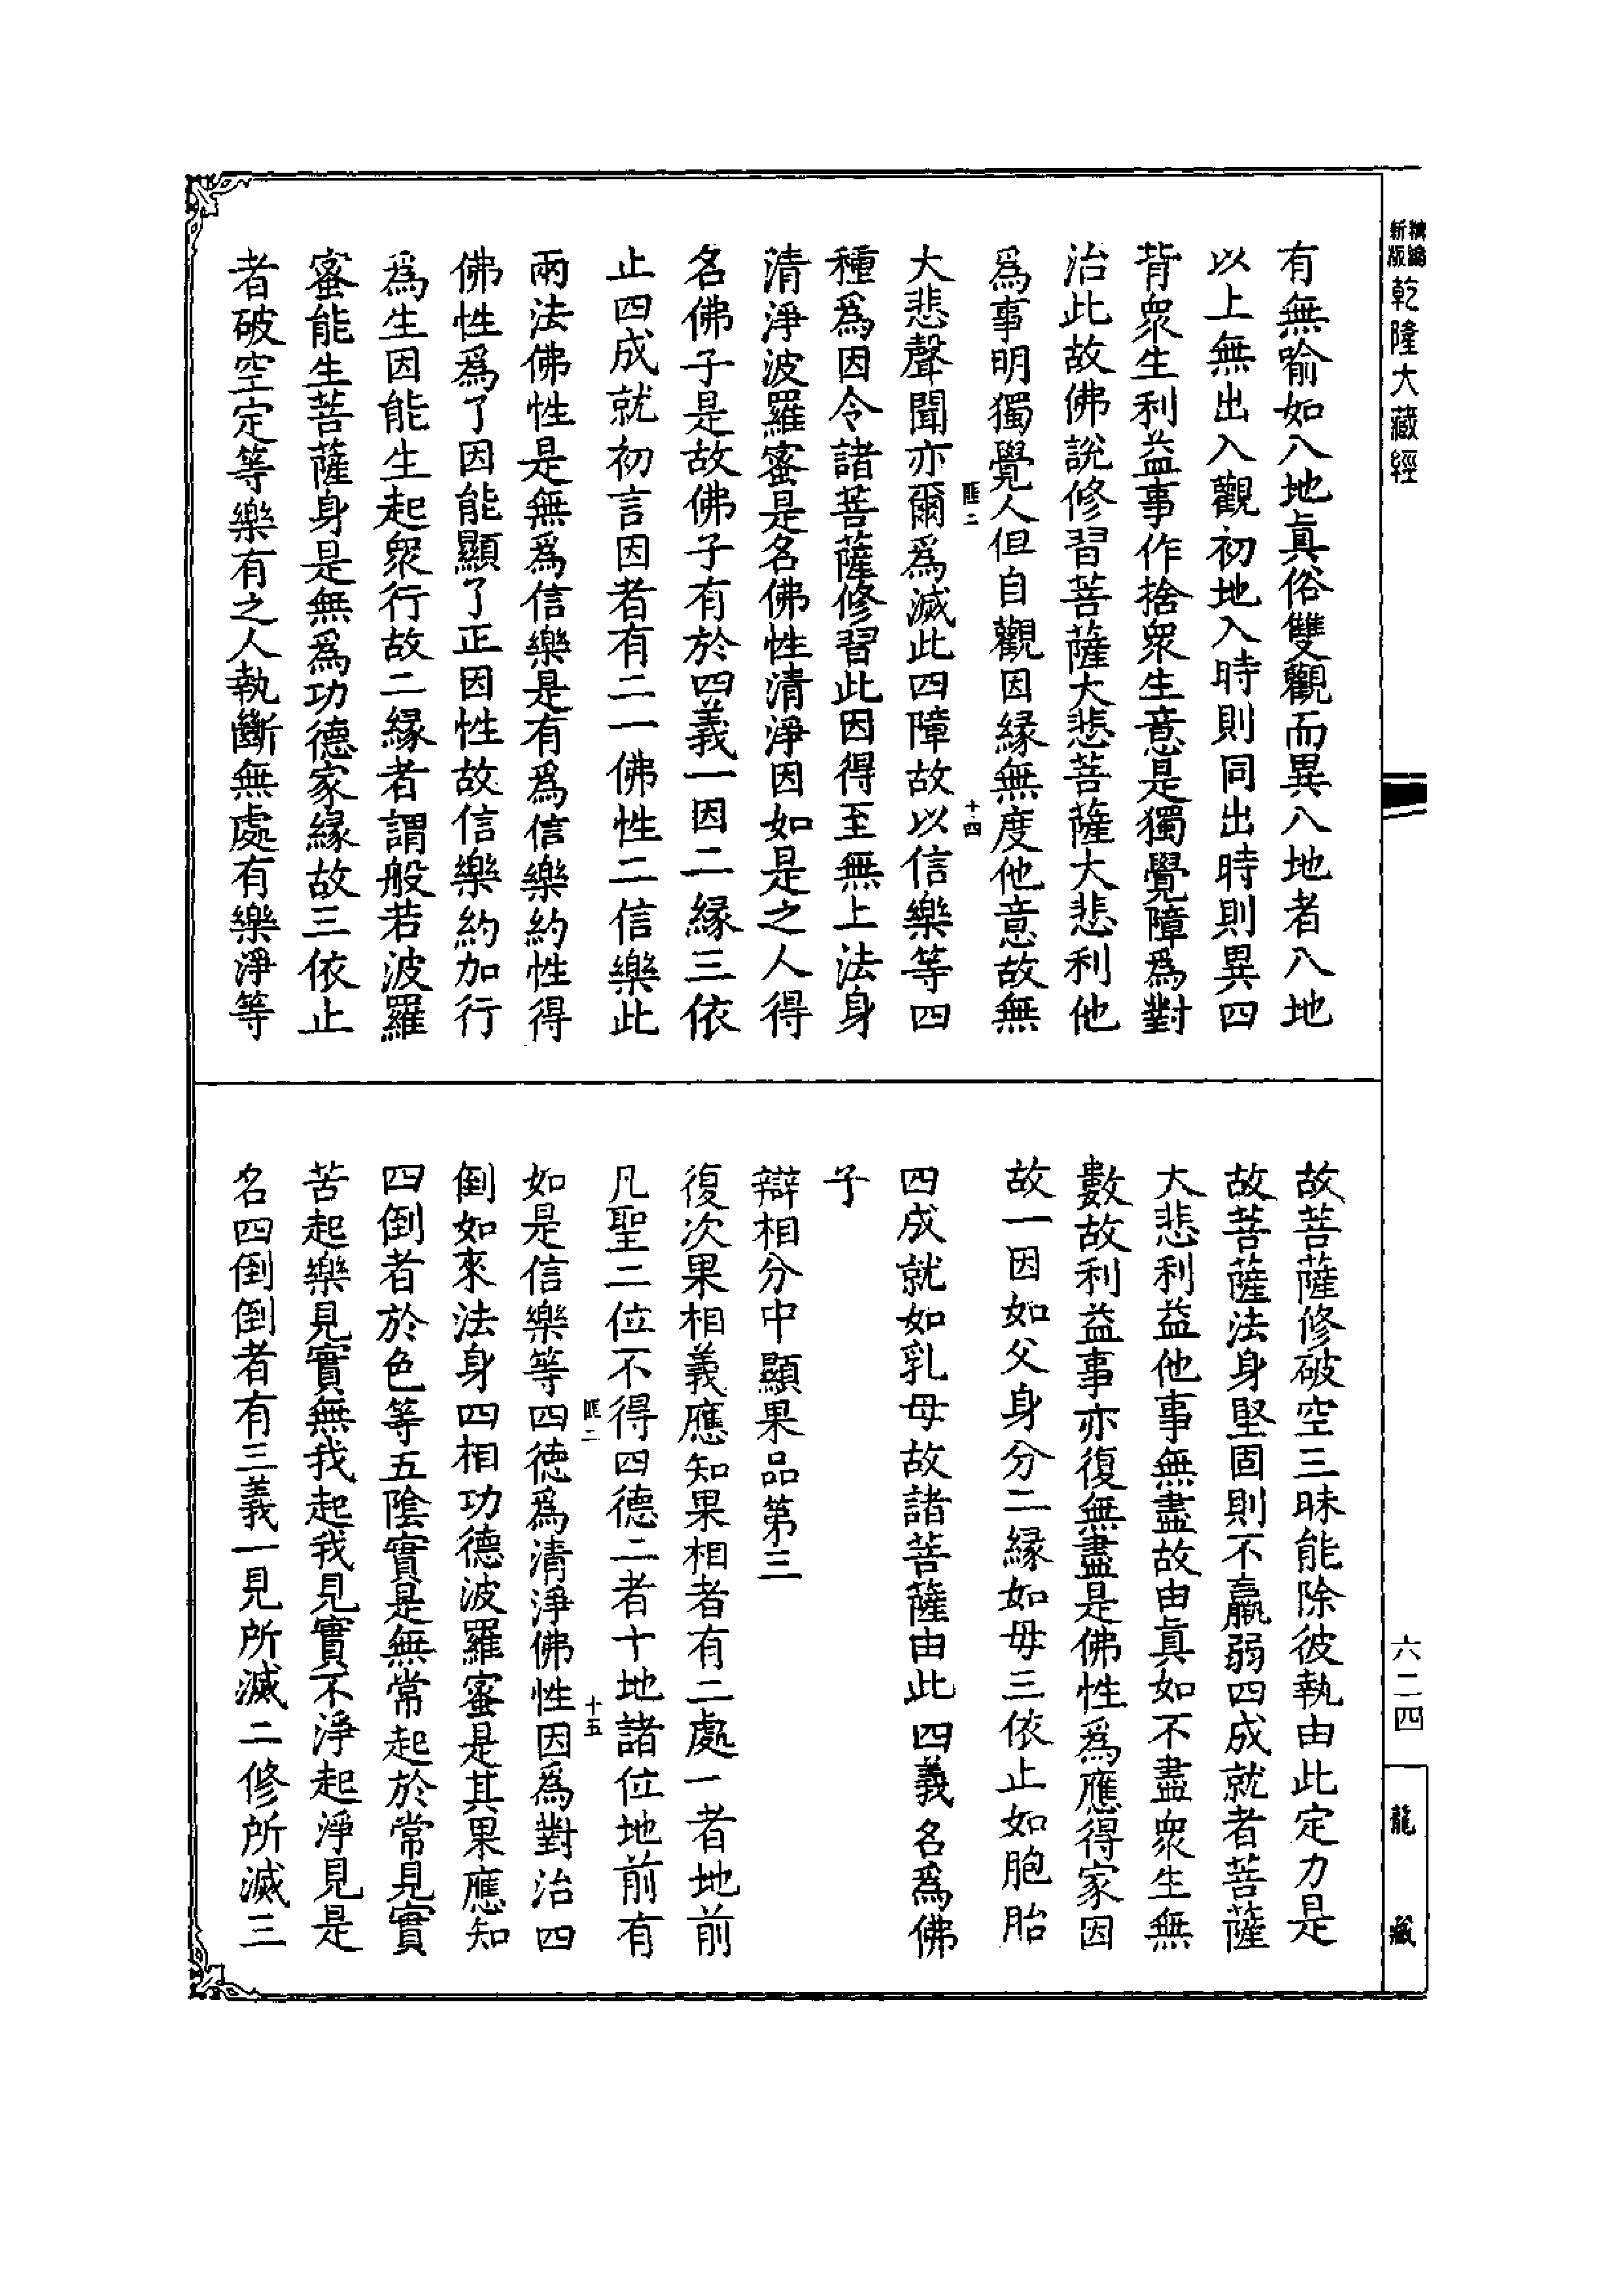 新編
新版
乾隆大藏經
有無喻如八地眞俗雙觀而異八地者八地
以上無出入觀初地入時則同出時則異四
背衆生利益事作捨衆生意是獨覺障爲對
治此故佛說修習菩薩大悲菩薩大悲利他
爲事明獨覺人但自觀因緣無度他意故無
匪二
十四
大悲聲聞亦爾爲滅此四障故以信樂等四
種爲因令諸菩薩修習此因得至無上法身
清淨波羅蜜是名佛性清淨因如是之人得
名佛子是故佛子有於四義一因二緣三依
止四成就初言因者有二一佛性二信樂此
兩法佛性是無爲信樂是有爲信樂約性得
佛性爲了因能顯了正因性故信樂約加行
爲生因能生起衆行故二緣者謂般若波羅
蜜能生菩薩身是無爲功德家緣故三依止
者破空定等樂有之人執斷無處有樂淨等
故菩薩修破空三昧能除彼執由此定力是
故菩薩法身堅固則不羸弱四成就者菩薩
大悲利益他事無盡故由眞如不盡衆生無
數故利益事亦復無盡是佛性爲應得家因
故一因如父身分二緣如母三依止如胞胎
四成就如乳母故諸菩薩由此四義名爲佛
子
辯相分中顯果品第三
復次果相義應知果相者有二處一者地前
凡聖二位不得四德二者十地諸位地前有
匪二
十五
如是信樂等四德爲清淨佛性因爲對治四
倒如來法身四相功德波羅蜜是其果應知
四倒者於色等五陰實是無常起於常見實
苦起樂見實無我起我見實不淨起淨見是
名四倒倒者有三義一見所滅二修所滅三
六二四
龍藏